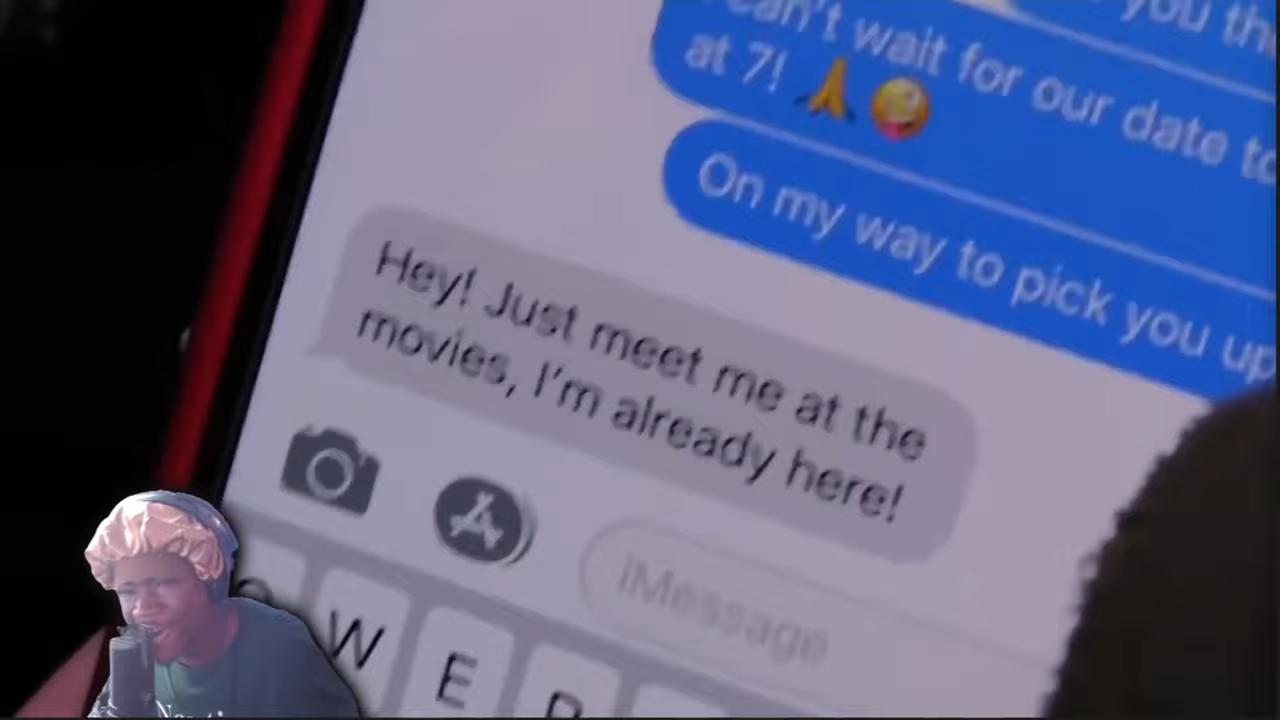 you
can't wait for our date
at 7! 🙏🤪
On my way to pick you up
Hey! Just meet me at the
movies, I'm already here!
iMessage
W E